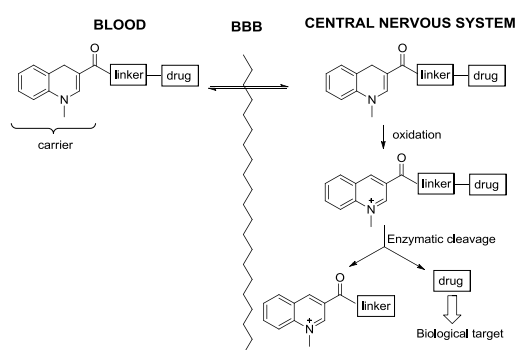 BLOOD BBB CENTRAL NERVOUS SYSTEM
O
linker drug
N
carrier
O
linker drug
N
oxidation
O
linker drug
N
+
Enzymatic cleavage
O
linker
N
+
drug
Biological target